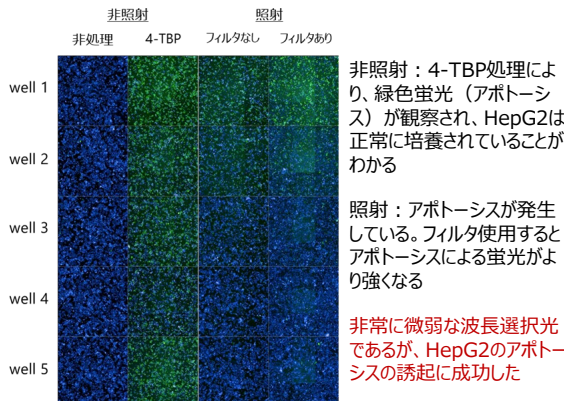 非照射 照射
非処理 4-TBP フィルタなし フィルタあり
well 1
well 2
well 3
well 4
well 5
非照射：4-TBP処理によ
り、緑色蛍光（アポトーシ
ス）が観察され、HepG2は
正常に培養されていることが
わかる
照射：アポトーシスが発生
している。フィルタ使用すると
アポトーシスによる蛍光がよ
り強くなる
非常に微弱な波長選択光
であるが、HepG2のアポトー
シスの誘起に成功した